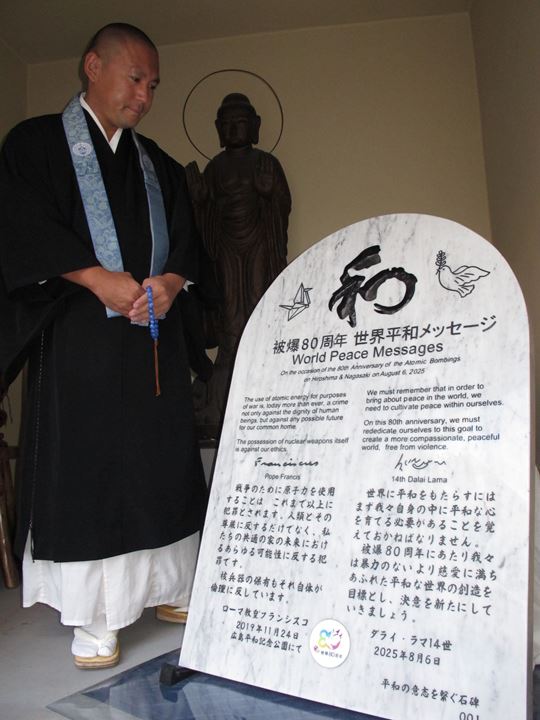 和
被爆80周年 世界平和メッセージ
World Peace Messages
On the occasion of the 80th Anniversary of the Atomic Bombings
on Hiroshima & Nagasaki on August 6, 2025
The use of atomic energy for purposes
of war is, today more than ever, a crime
not only against the dignity of human
beings, but against any possible future
for our common home.
The possession of nuclear weapons itself
is against our ethics.
Franciscus
Pope Francis
戦争のために原子力を使用
することは これまで以上に
犯罪とされます。人類とその
尊厳に反するだけでなく、私
たちの共通の家の未来におけ
るあらゆる可能性に反する犯
罪です。
核兵器の保有もそれ自体が
倫理に反しています。
ローマ教皇フランシスコ
2019年11月24日
広島平和記念公園にて
We must remember that in order to
bring about peace in the world, we
need to cultivate peace within ourselves.
On this 80th anniversary, we must
rededicate ourselves to this goal to
create a more compassionate, peaceful
world, free from violence.
14th Dalai Lama
世界に平和をもたらすには
まず我々自身の中に平和な心
を育てる必要があることを覚
えておかねばなりません。
被爆80周年にあたり我々
は暴力のないより慈愛に満ち
あふれた平和な世界の創造を
目標とし、決意を新たにして
いきましょう。
ダライ・ラマ14世
2025年8月6日
平和の意志を繋ぐ石碑
001